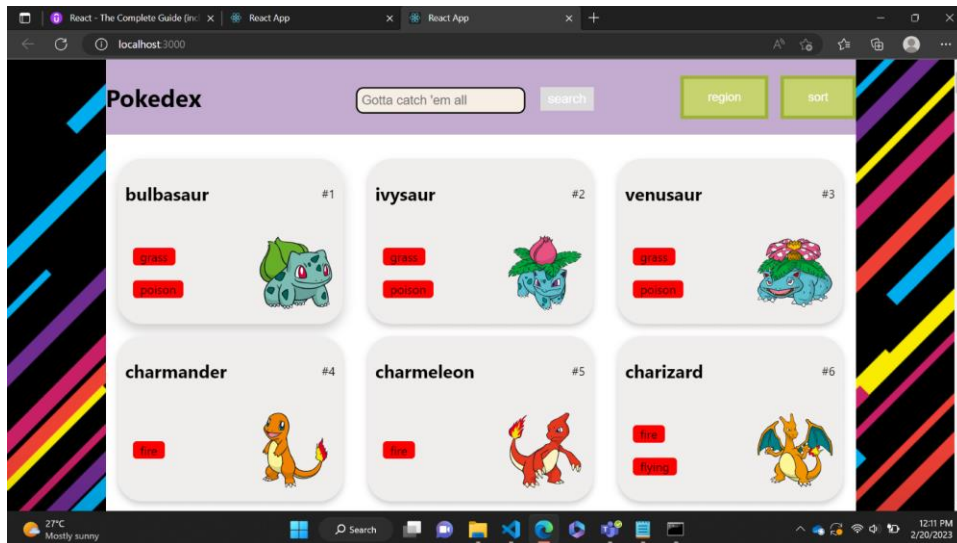 React - The Complete Guide (incl
React App
React App
localhost:3000
Pokedex
Gotta catch 'em all
search
region
sort
bulbasaur #1
grass
poison
ivysaur #2
grass
poison
venusaur #3
grass
poison
charmander #4
fire
charmeleon #5
fire
charizard #6
fire
flying
27°C
Mostly sunny
Search
12:11 PM
2/20/2023